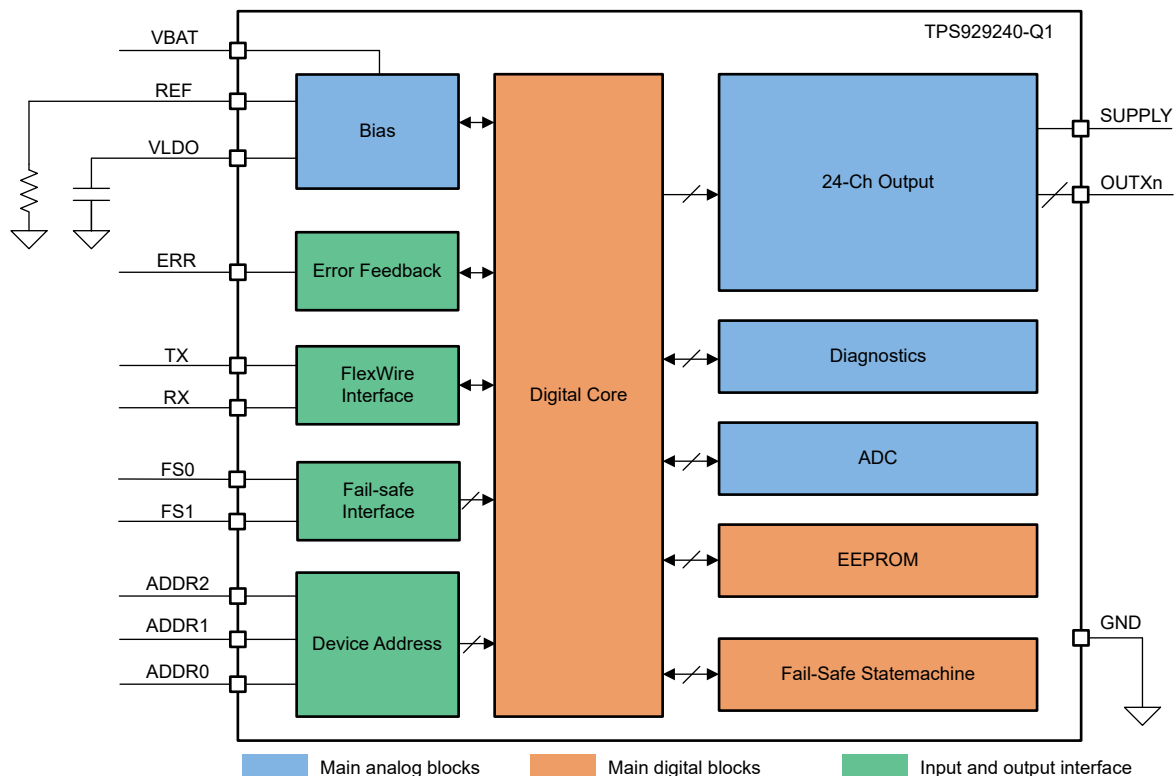 TPS929240-Q1
VBAT
REF
VLDO
ERR
TX
RX
FS0
FS1
ADDR2
ADDR1
ADDR0
Bias
Error Feedback
FlexWire
Interface
Fail-safe
Interface
Device Address
Digital Core
24-Ch Output
Diagnostics
ADC
EEPROM
Fail-Safe Statemachine
SUPPLY
OUTXn
GND
Main analog blocks
Main digital blocks
Input and output interface